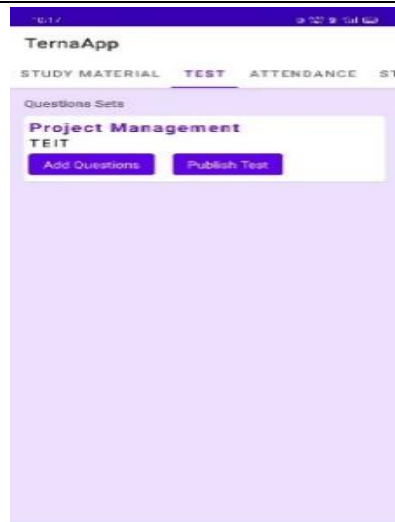 TernaApp
STUDY MATERIAL TEST ATTENDANCE ST
Questions Sets
Project Management
TEIT
Add Questions Publish Test